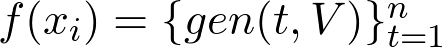 f(x_i) = \{gen(t, V)\}_{t=1}^{n}